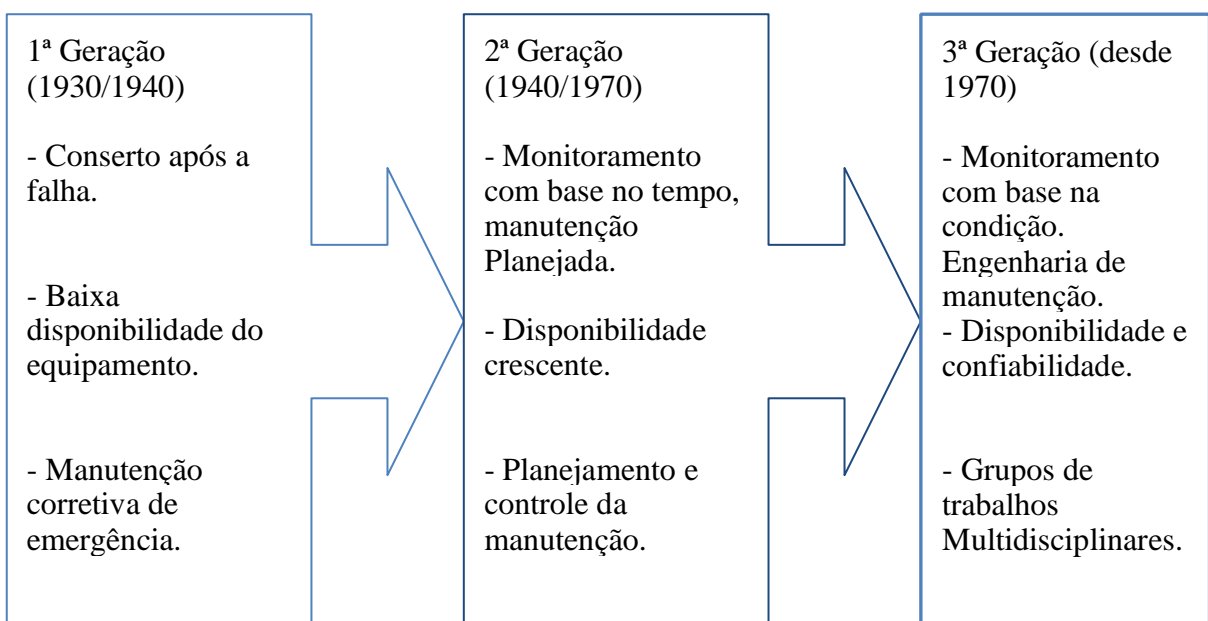 1ª Geração
(1930/1940)
- Conserto após a
falha.
- Baixa
disponibilidade do
equipamento.
- Manutenção
corretiva de
emergência.
2ª Geração
(1940/1970)
- Monitoramento
com base no tempo,
manutenção
Planejada.
- Disponibilidade
crescente.
- Planejamento e
controle da
manutenção.
3ª Geração (desde
1970)
- Monitoramento
com base na
condição.
Engenharia de
manutenção.
- Disponibilidade e
confiabilidade.
- Grupos de
trabalhos
Multidisciplinares.